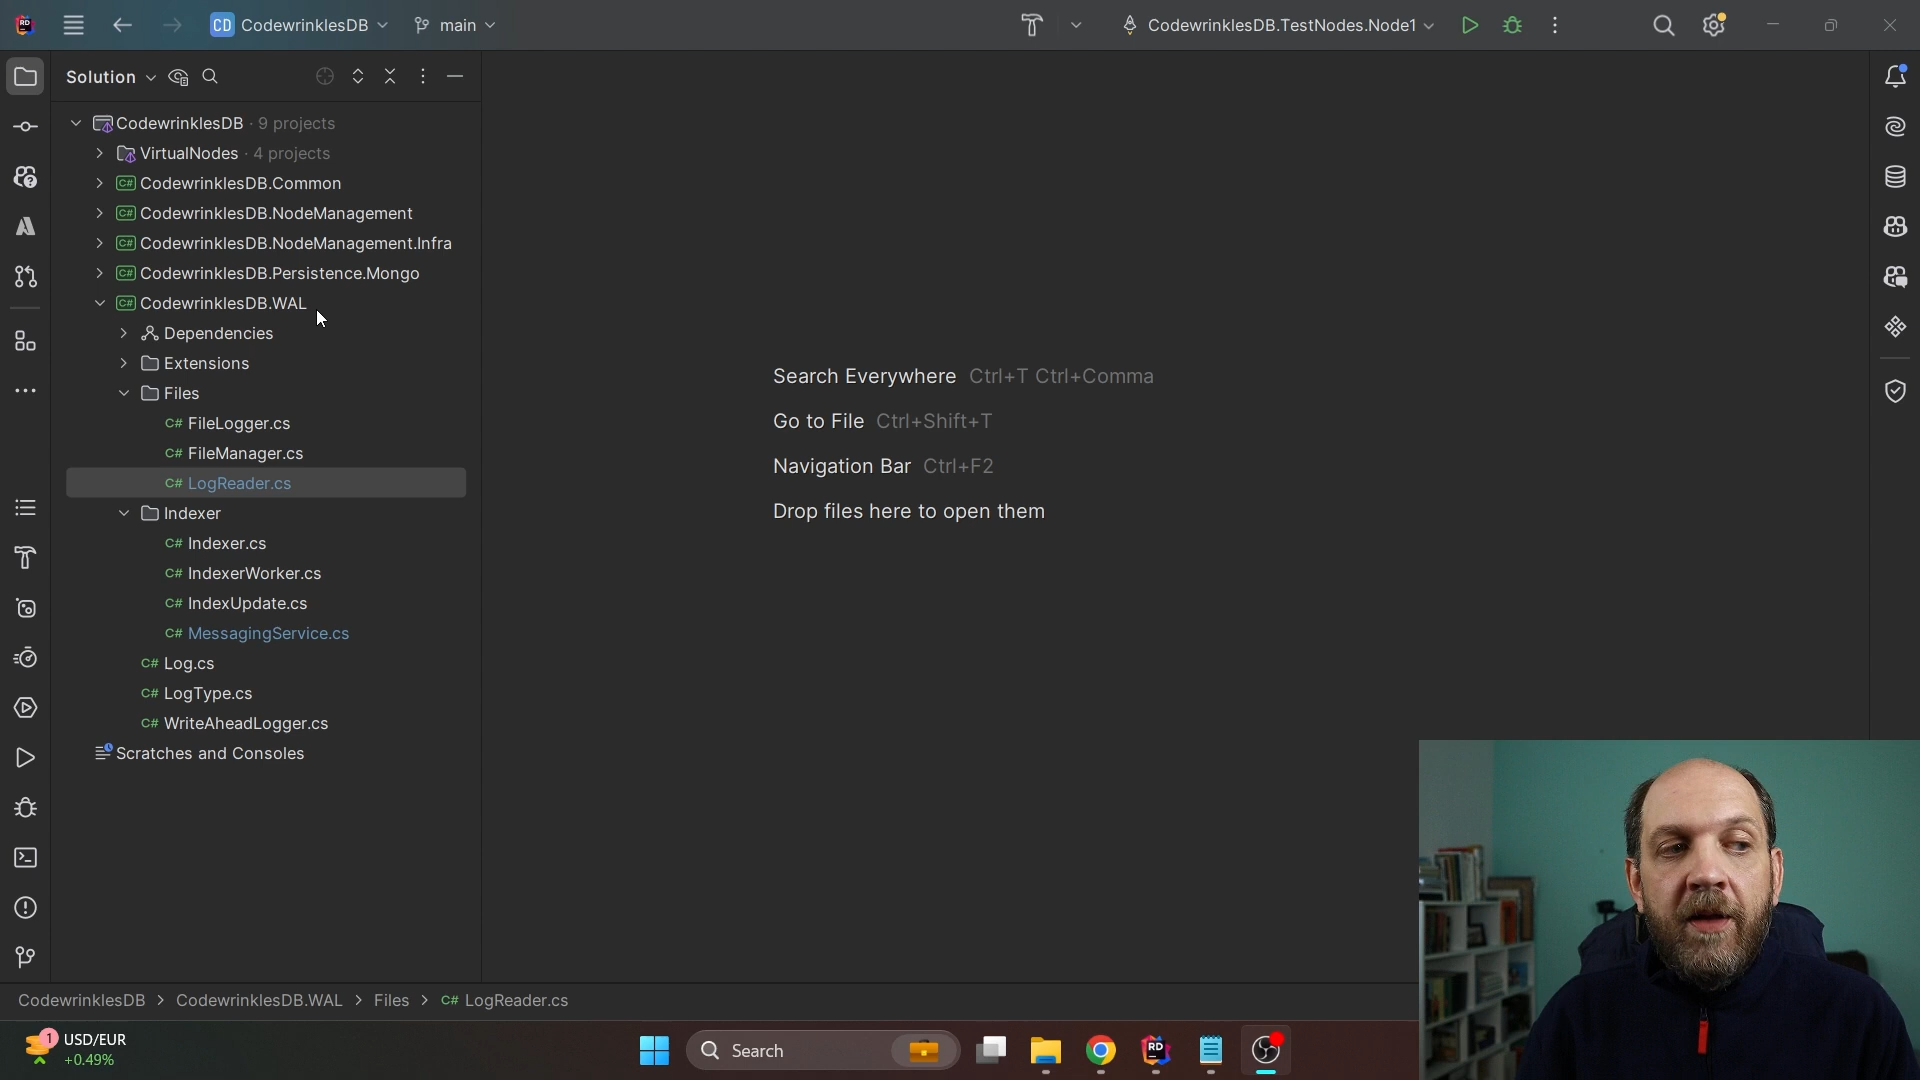 RD CD CodewrinklesDB main CodewrinklesDB.TestNodes.Node1
Solution
CodewrinklesDB · 9 projects
VirtualNodes · 4 projects
C# CodewrinklesDB.Common
C# CodewrinklesDB.NodeManagement
C# CodewrinklesDB.NodeManagement.Infra
C# CodewrinklesDB.Persistence.Mongo
C# CodewrinklesDB.WAL
Dependencies
Extensions
Files
C# FileLogger.cs
C# FileManager.cs
C# LogReader.cs
Indexer
C# Indexer.cs
C# IndexerWorker.cs
C# IndexUpdate.cs
C# MessagingService.cs
C# Log.cs
C# LogType.cs
C# WriteAheadLogger.cs
Scratches and Consoles
Search Everywhere Ctrl+T Ctrl+Comma
Go to File Ctrl+Shift+T
Navigation Bar Ctrl+F2
Drop files here to open them
CodewrinklesDB > CodewrinklesDB.WAL > Files > C# LogReader.cs
1 USD/EUR
+0.49%
Search
RD